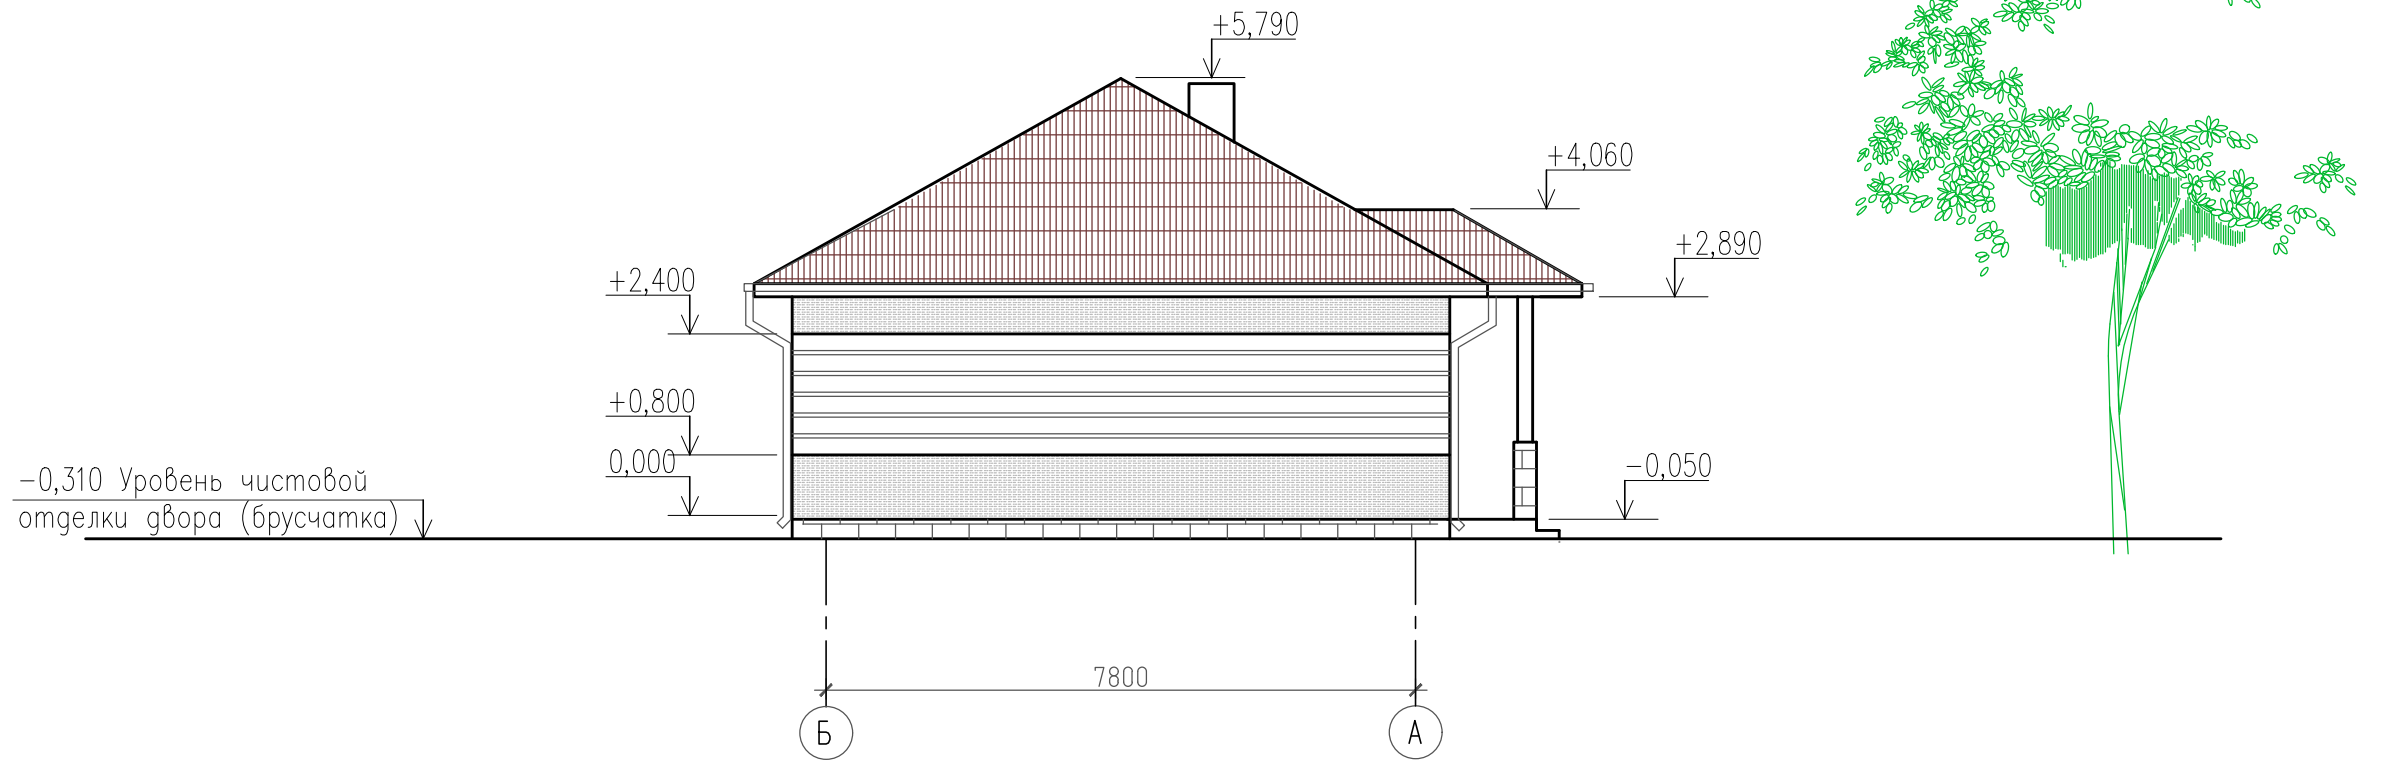 +5,790
+4,060
+2,890
+2,400
+0,800
0,000
-0,050
-0,310 Уровень чистовой
отделки двора (брусчатка)
7800
Б
А